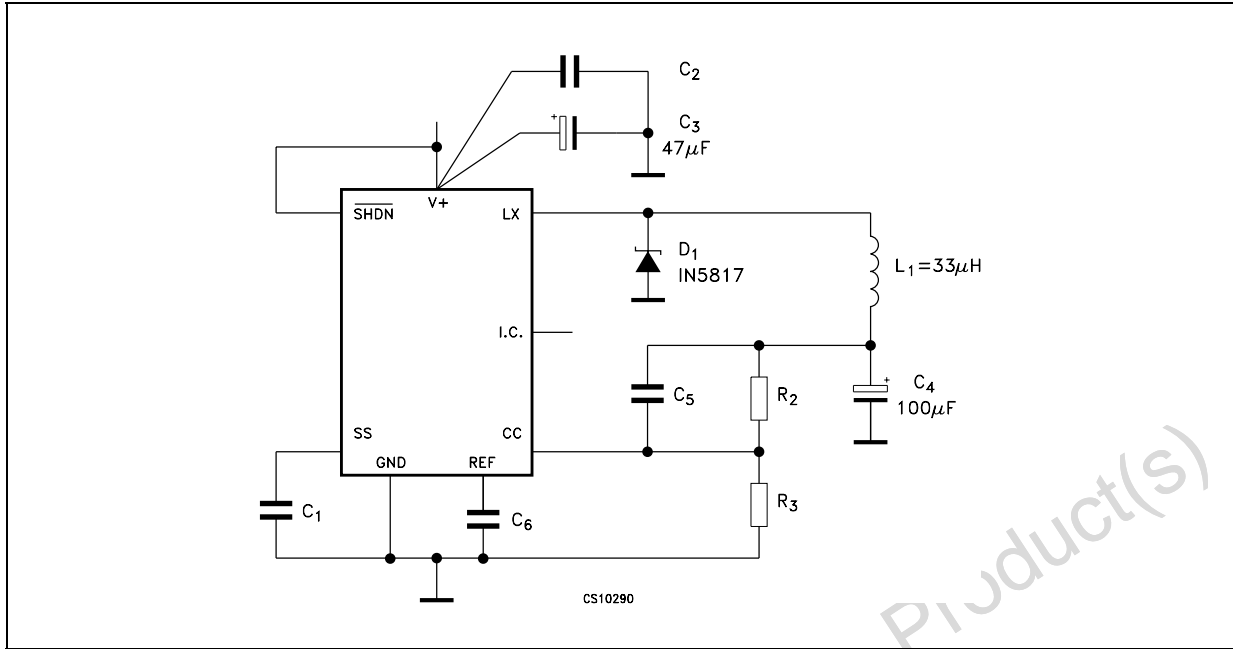 C2
+
C3
47μF
SHDN
V+
LX
D1
IN5817
L1=33μH
I.C.
C5
R2
+
C4
100μF
SS
CC
GND
REF
C1
C6
R3
CS10290
Product(s)